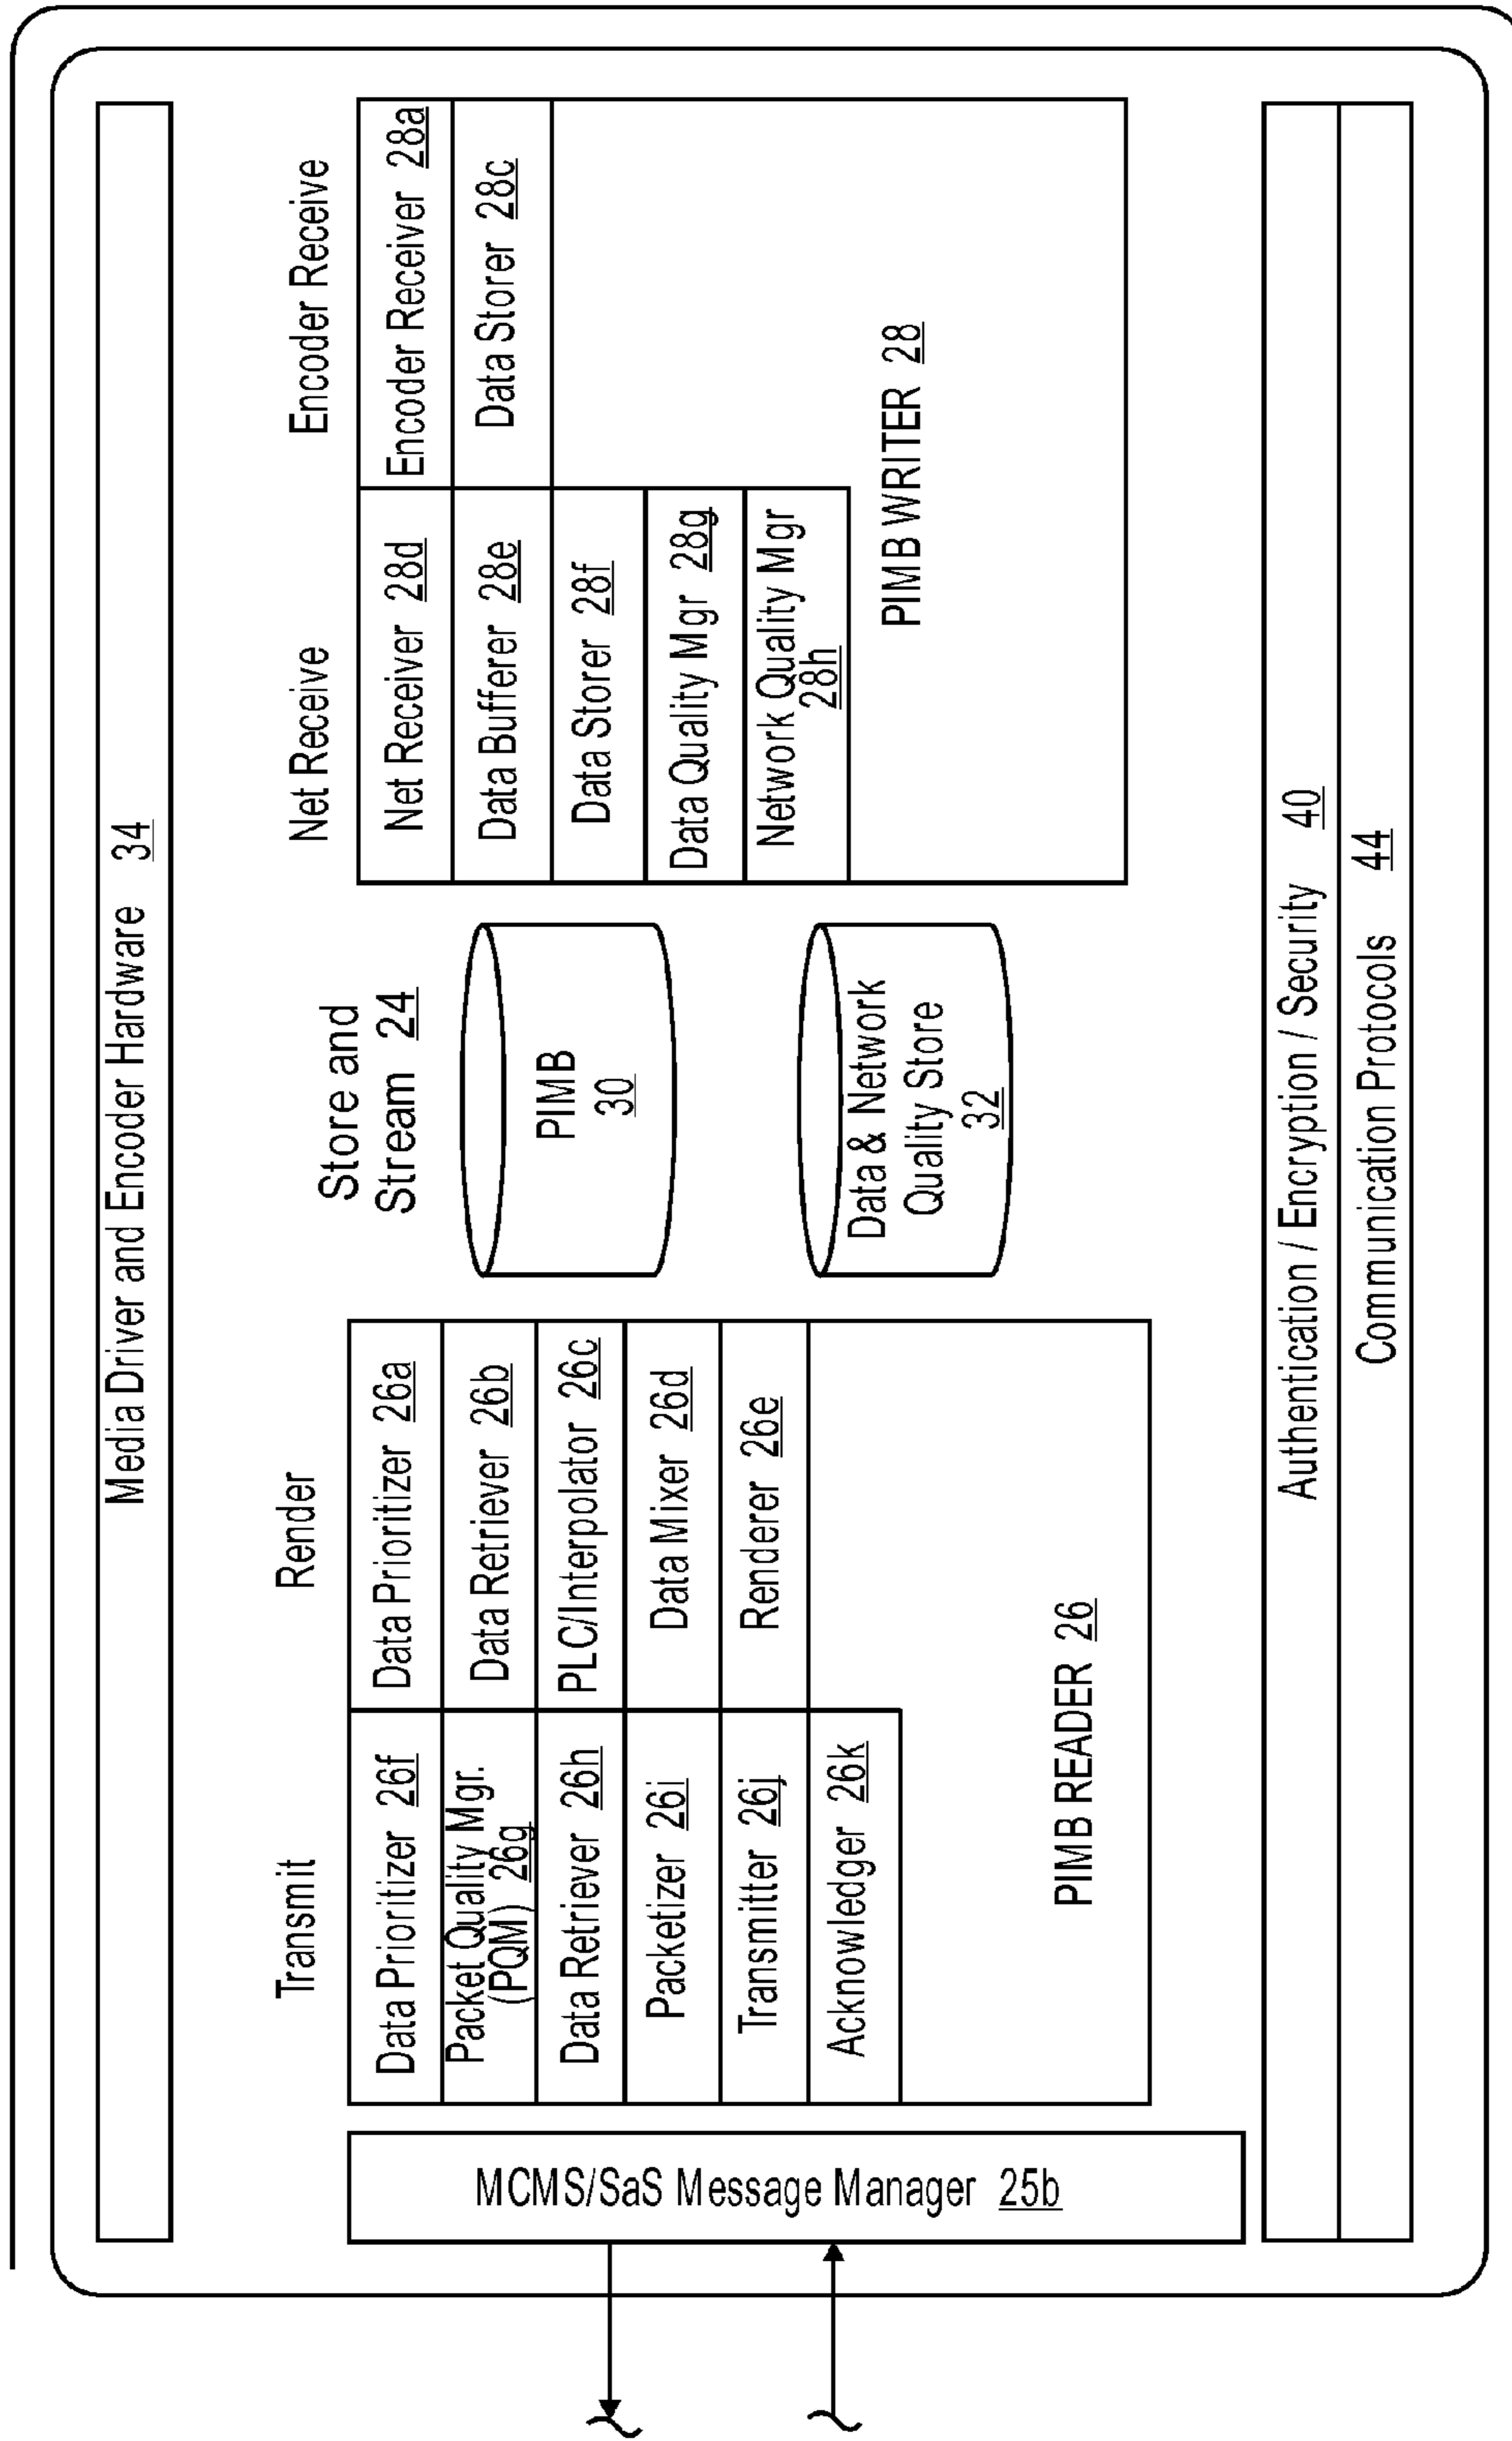 Media Driver and Encoder Hardware 34
MCMS/SaS Message Manager 25b
Transmit
Data Prioritizer 26f
Packet Quality Mgr.
(PQM) 26g
Data Retriever 26h
Packetizer 26i
Transmitter 26j
Acknowledger 26k
Render
Data Prioritizer 26a
Data Retriever 26b
PLC/Interpolator 26c
Data Mixer 26d
Renderer 26e
PIMB READER 26
Store and
Stream 24
PIMB
30
Data & Network
Quality Store
32
Net Receive
Net Receiver 28d
Data Bufferer 28e
Data Storer 28f
Data Quality Mgr 28g
Network Quality Mgr
28h
Encoder Receive
Encoder Receiver 28a
Data Storer 28c
PIMB WRITER 28
Authentication / Encryption / Security 40
Communication Protocols 44